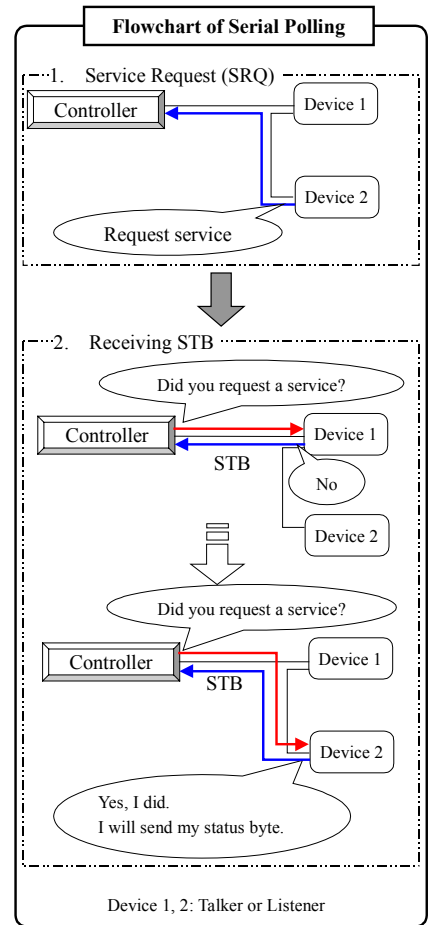 Flowchart of Serial Polling
1. Service Request (SRQ)
Controller
Device 1
Device 2
Request service
2. Receiving STB
Did you request a service?
Controller
Device 1
STB
No
Device 2
Did you request a service?
Controller
Device 1
STB
Device 2
Yes, I did.
I will send my status byte.
Device 1, 2: Talker or Listener